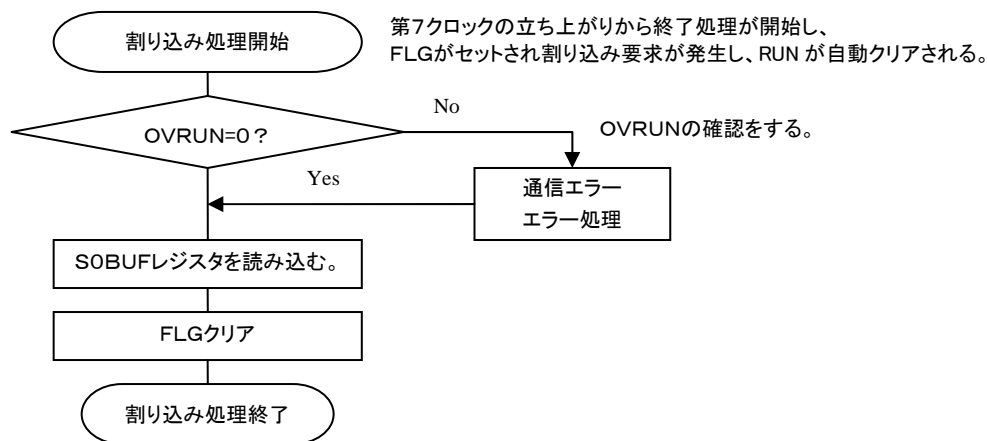 割り込み処理開始
第７クロックの立ち上がりから終了処理が開始し、
ＦＬＧがセットされ割り込み要求が発生し、RUN が自動クリアされる。
No
OVRUN=0？
ＯＶＲＵＮの確認をする。
Yes
通信エラー
エラー処理
Ｓ０ＢＵＦレジスタを読み込む。
ＦＬＧクリア
割り込み処理終了